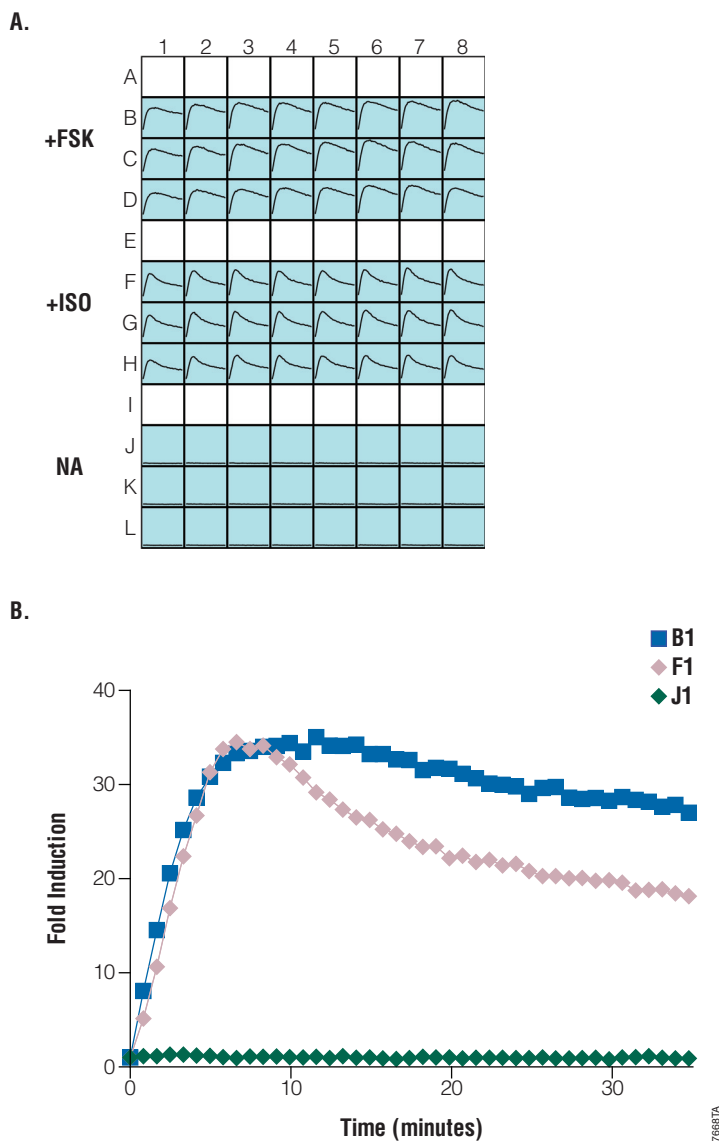 A.
1 2 3 4 5 6 7 8
A
B
+FSK
C
D
E
F
+ISO
G
H
I
J
NA
K
L
B.
B1
F1
J1
40
30
20
10
0
Fold Induction
0 10 20 30
Time (minutes)
7668TA